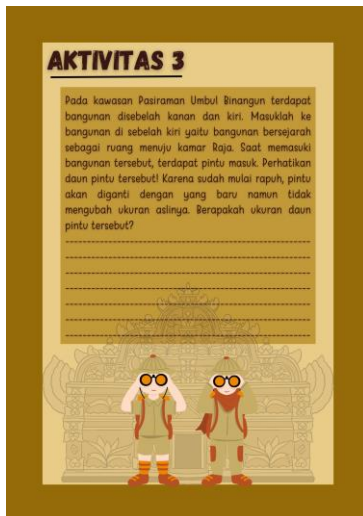 AKTIVITAS 3
Pada kawasan Pasiraman Umbul Binangun terdapat
bangunan disebelah kanan dan kiri. Masuklah ke
bangunan di sebelah kiri yaitu bangunan bersejarah
sebagai ruang menuju kamar Raja. Saat memasuki
bangunan tersebut, terdapat pintu masuk. Perhatikan
daun pintu tersebut! Karena sudah mulai rapuh, pintu
akan diganti dengan yang baru namun tidak
mengubah ukuran aslinya. Berapakah ukuran daun
pintu tersebut?